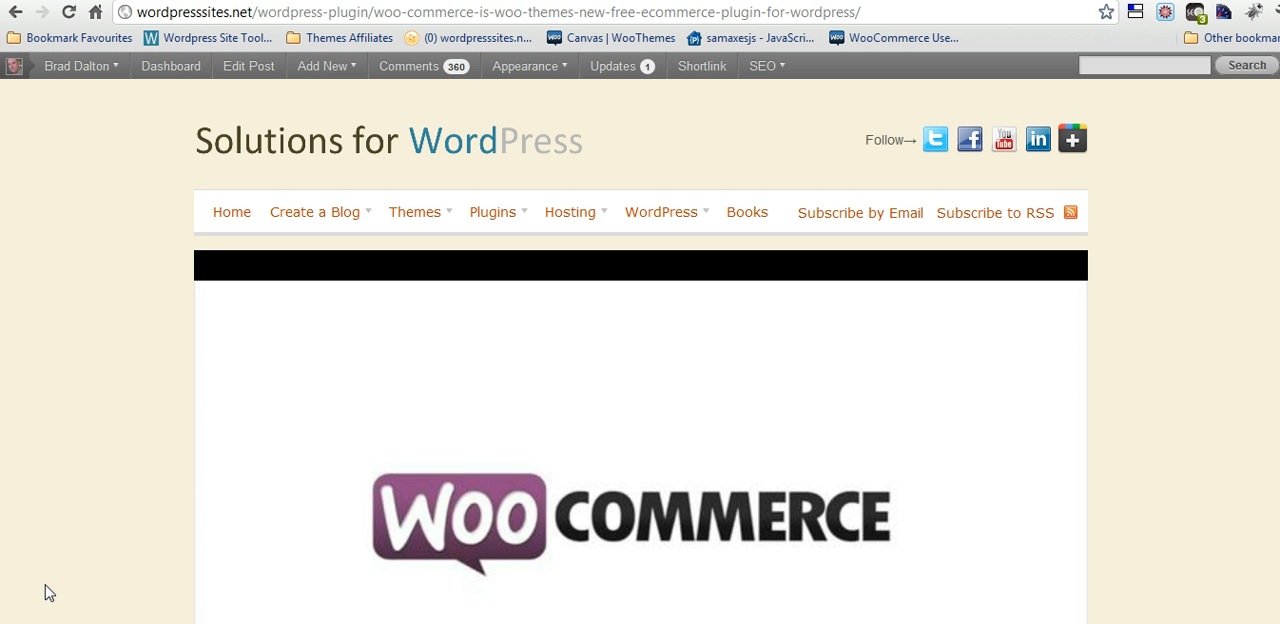 wordpresssites.net/wordpress-plugin/woo-commerce-is-woo-themes-new-free-ecommerce-plugin-for-wordpress/
Bookmark Favourites Wordpress Site Tool... Themes Affiliates (0) wordpresssites.n... Canvas | WooThemes samaxesjs - JavaScri... WooCommerce Use... Other bookmar
Brad Dalton Dashboard Edit Post Add New Comments 360 Appearance Updates 1 Shortlink SEO Search
Solutions for WordPress
Follow→ You Tube in
Home Create a Blog Themes Plugins Hosting WordPress Books Subscribe by Email Subscribe to RSS
WOO COMMERCE